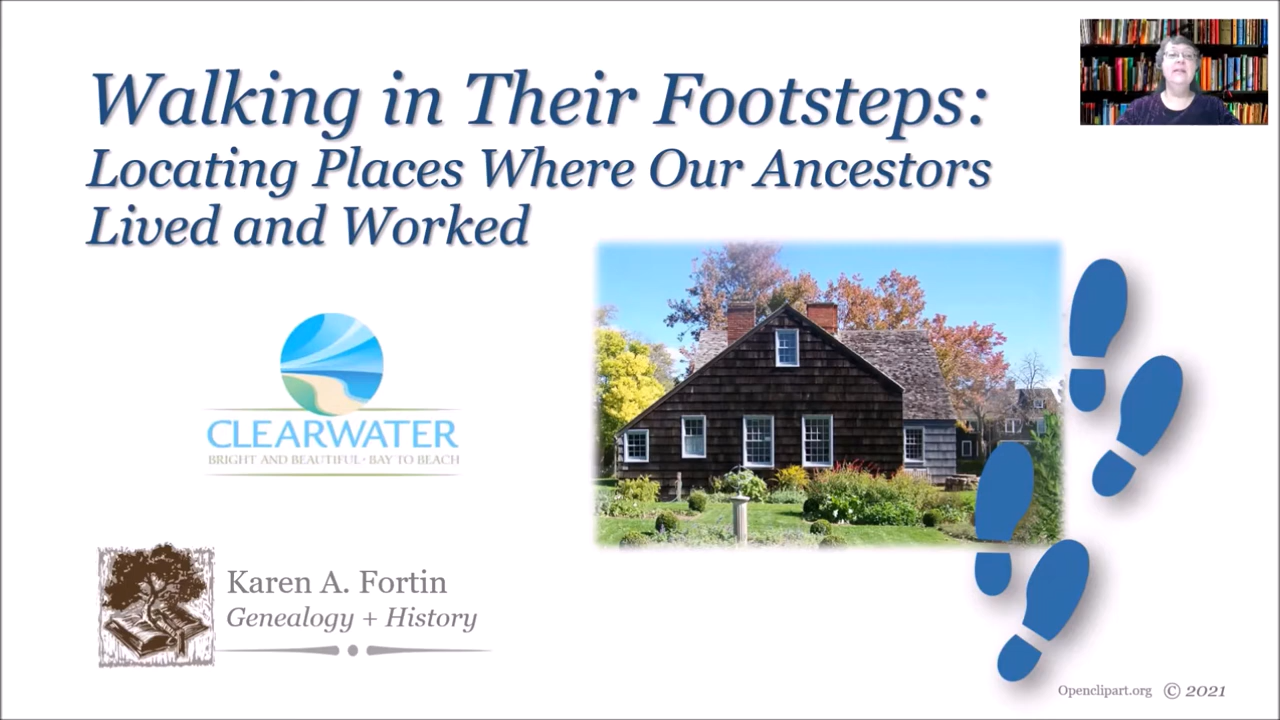 Walking in Their Footsteps:
Locating Places Where Our Ancestors
Lived and Worked
CLEARWATER
BRIGHT AND BEAUTIFUL · BAY TO BEACH
Karen A. Fortin
Genealogy + History
Openclipart.org © 2021